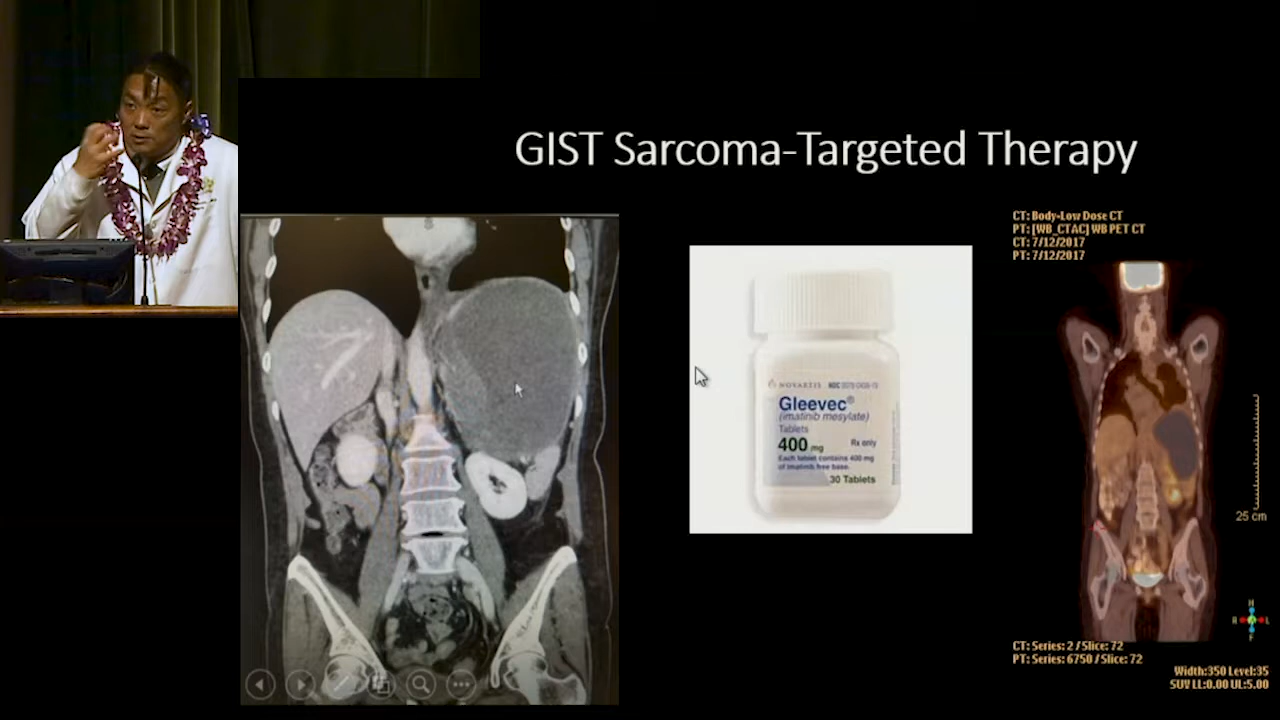 GIST Sarcoma-Targeted Therapy
CT: Body-Low Dose CT
PT: [WB_CTAC] WB PET CT
CT: 7/12/2017
PT: 7/12/2017
NOVARTIS
Gleevec®
(imatinib mesylate)
Tablets
400 mg Rx only
Each tablet contains 400 mg
of imatinib free base.
30 Tablets
25 cm
H
R A L
F
CT: Series: 2 / Slice: 72
PT: Series: 6750 / Slice: 72
Width:350 Level:35
SUV LL:0.00 UL:5.00